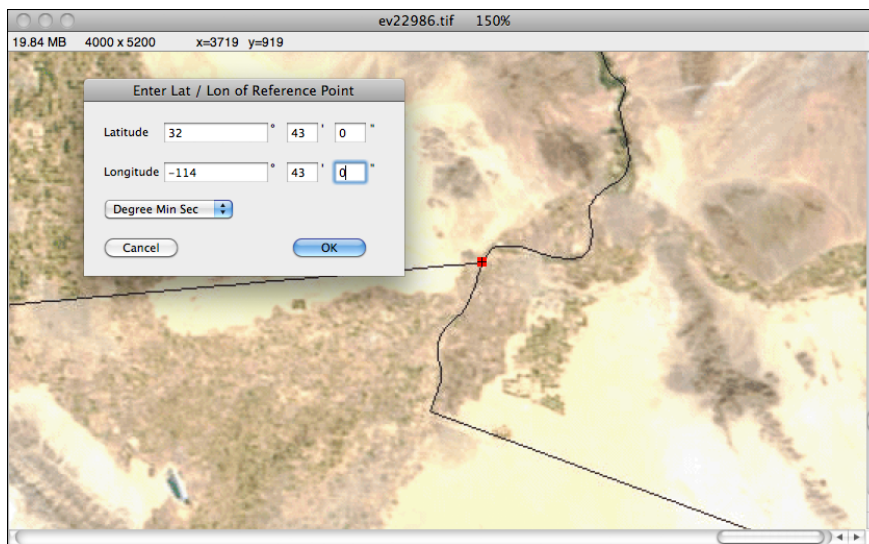 ev22986.tif 150%
19.84 MB 4000 x 5200 x=3719 y=919
Enter Lat / Lon of Reference Point
Latitude 32 ° 43 ' 0 "
Longitude -114 ° 43 ' 0 "
Degree Min Sec
Cancel OK